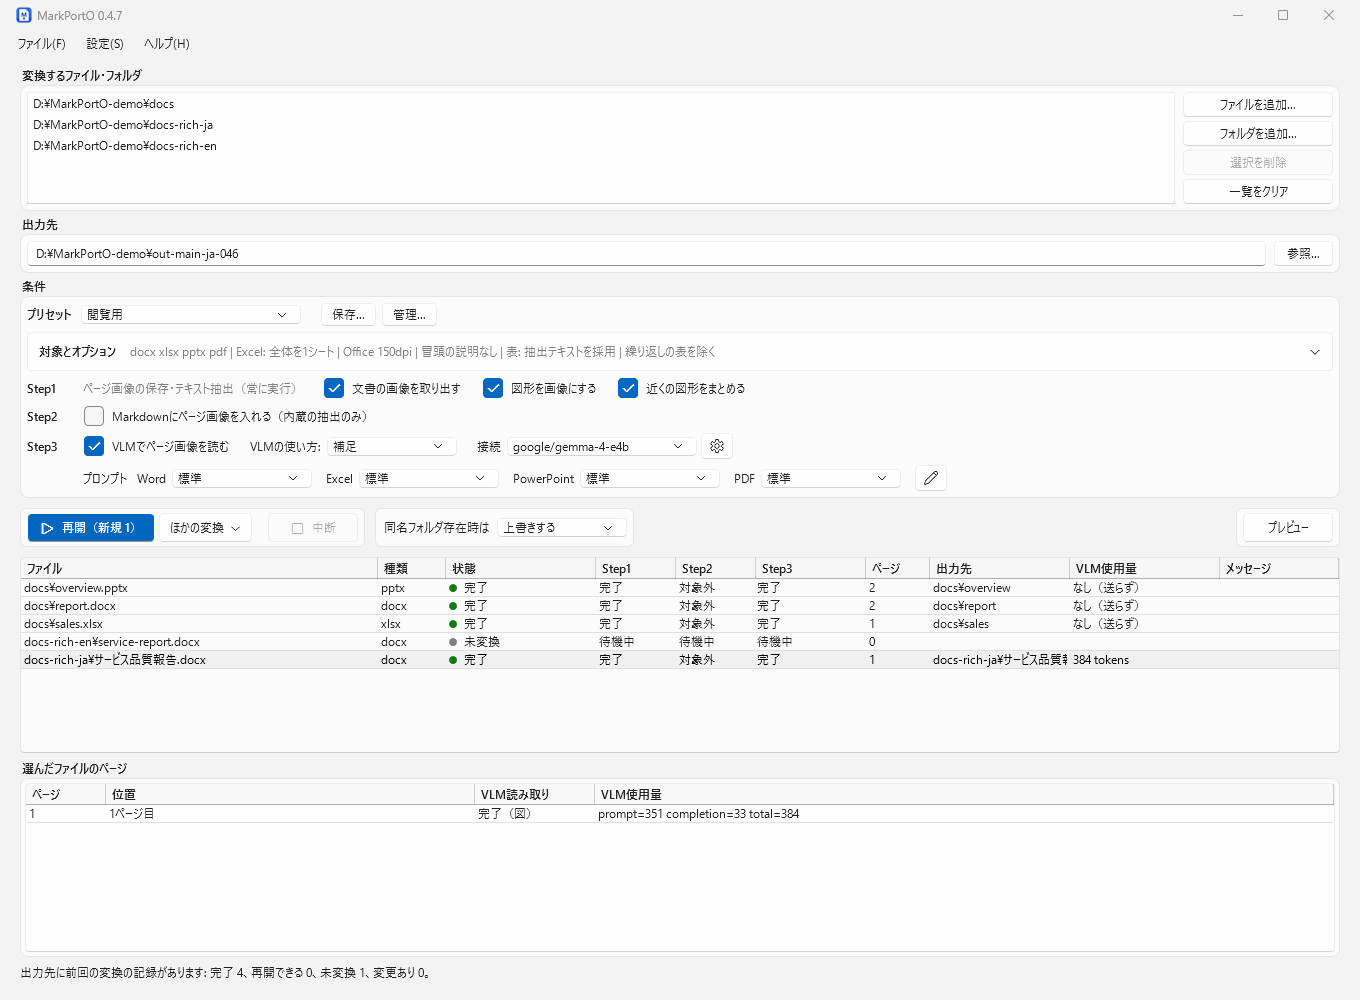 MarkPortO 0.4.7
ファイル(F) 設定(S) ヘルプ(H)
変換するファイル・フォルダ
D:¥MarkPortO-demo¥docs
D:¥MarkPortO-demo¥docs-rich-ja
D:¥MarkPortO-demo¥docs-rich-en
ファイルを追加...
フォルダを追加...
選択を削除
一覧をクリア
出力先
D:¥MarkPortO-demo¥out-main-ja-046 参照...
条件
プリセット 閲覧用 保存... 管理...
対象とオプション docx xlsx pptx pdf | Excel: 全体を1シート | Office 150dpi | 冒頭の説明なし | 表: 抽出テキストを採用 | 繰り返しの表を除く
Step1 ページ画像の保存・テキスト抽出（常に実行） 文書の画像を取り出す 図形を画像にする 近くの図形をまとめる
Step2 Markdownにページ画像を入れる（内蔵の抽出のみ）
Step3 VLMでページ画像を読む VLMの使い方: 補足 接続 google/gemma-4-e4b
プロンプト Word 標準 Excel 標準 PowerPoint 標準 PDF 標準
再開（新規 1） ほかの変換 中断 同名フォルダ存在時は 上書きする プレビュー
ファイル 種類 状態 Step1 Step2 Step3 ページ 出力先 VLM使用量 メッセージ
docs¥overview.pptx pptx 完了 完了 対象外 完了 2 docs¥overview なし（送らず）
docs¥report.docx docx 完了 完了 対象外 完了 2 docs¥report なし（送らず）
docs¥sales.xlsx xlsx 完了 完了 対象外 完了 1 docs¥sales なし（送らず）
docs-rich-en¥service-report.docx docx 未変換 待機中 待機中 待機中 0
docs-rich-ja¥サービス品質報告.docx docx 完了 完了 対象外 完了 1 docs-rich-ja¥サービス品質 384 tokens
選んだファイルのページ
ページ 位置 VLM読み取り VLM使用量
1 1ページ目 完了（図） prompt=351 completion=33 total=384
出力先に前回の変換の記録があります: 完了 4、再開できる 0、未変換 1、変更あり 0。